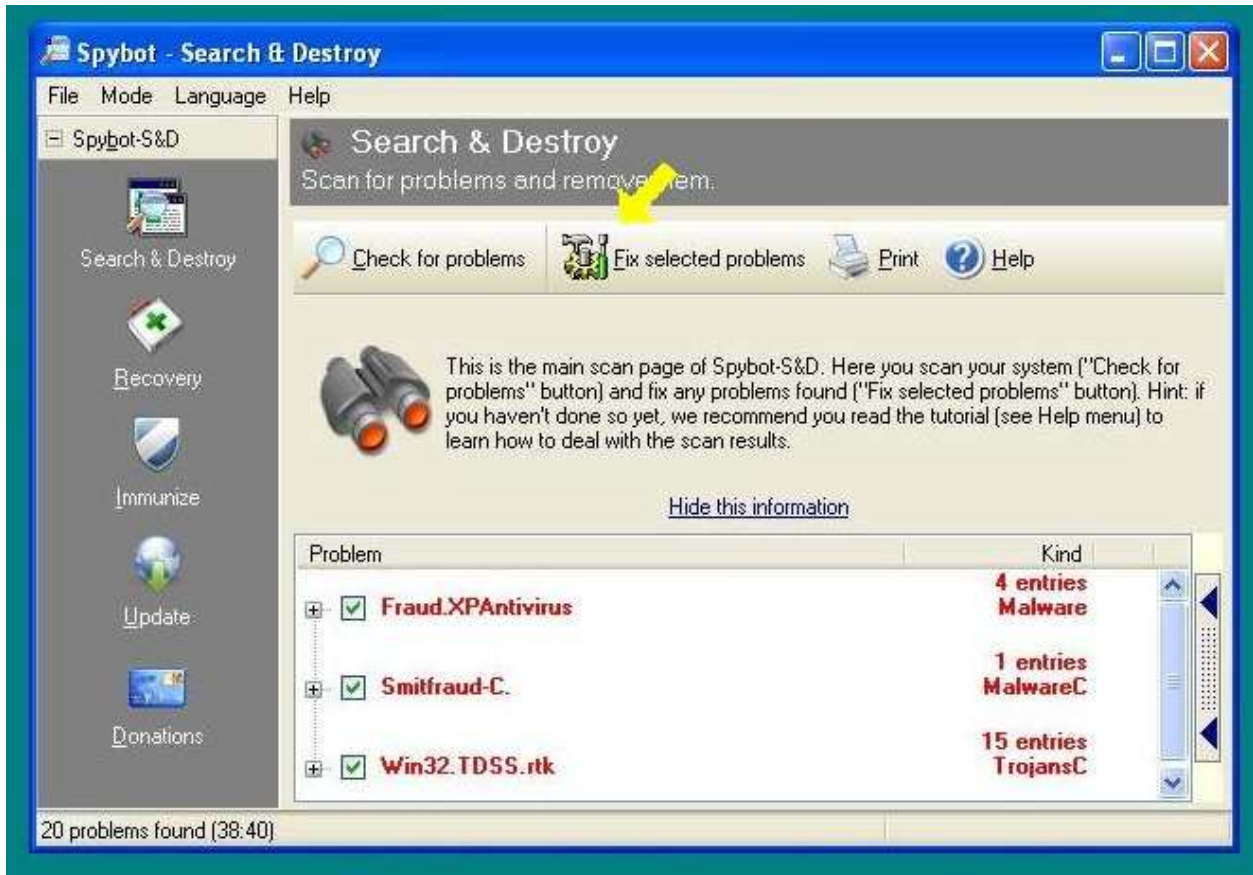 Spybot - Search & Destroy
File Mode Language Help
Spybot-S&D
Search & Destroy
Recovery
Immunize
Update
Donations
Search & Destroy
Scan for problems and remove them.
Check for problems
Fix selected problems
Print
Help
This is the main scan page of Spybot-S&D. Here you scan your system ("Check for
problems" button) and fix any problems found ("Fix selected problems" button). Hint: if
you haven't done so yet, we recommend you read the tutorial (see Help menu) to
learn how to deal with the scan results.
Hide this information
Problem Kind
4 entries
Fraud.XPAntivirus Malware
1 entries
Smitfraud-C. MalwareC
15 entries
Win32.TDSS.rtk TrojansC
20 problems found (38:40)